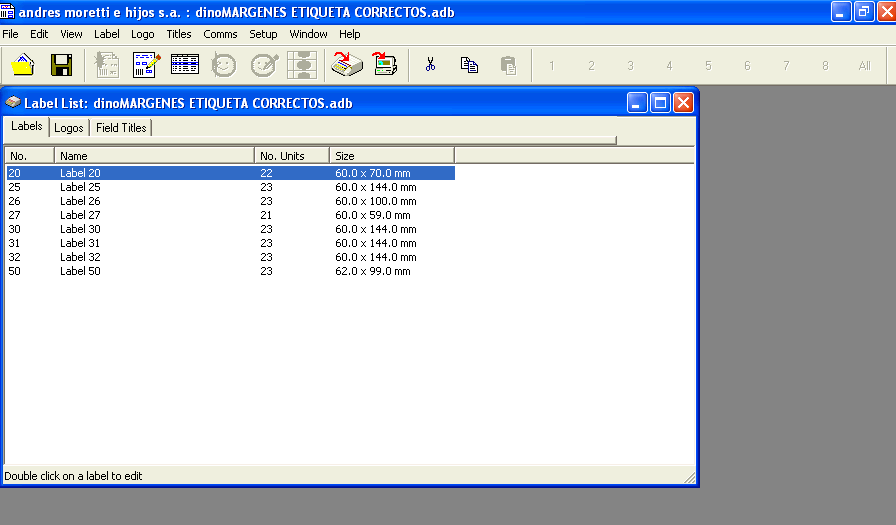 andres moretti e hijos s.a. : dinoMARGENES ETIQUETA CORRECTOS.adb
File Edit View Label Logo Titles Comms Setup Window Help
1 2 3 4 5 6 7 8 All
Label List: dinoMARGENES ETIQUETA CORRECTOS.adb
Labels Logos Field Titles
No. Name No. Units Size
20 Label 20 22 60.0 x 70.0 mm
25 Label 25 23 60.0 x 144.0 mm
26 Label 26 23 60.0 x 100.0 mm
27 Label 27 21 60.0 x 59.0 mm
30 Label 30 23 60.0 x 144.0 mm
31 Label 31 23 60.0 x 144.0 mm
32 Label 32 23 60.0 x 144.0 mm
50 Label 50 23 62.0 x 99.0 mm
Double click on a label to edit